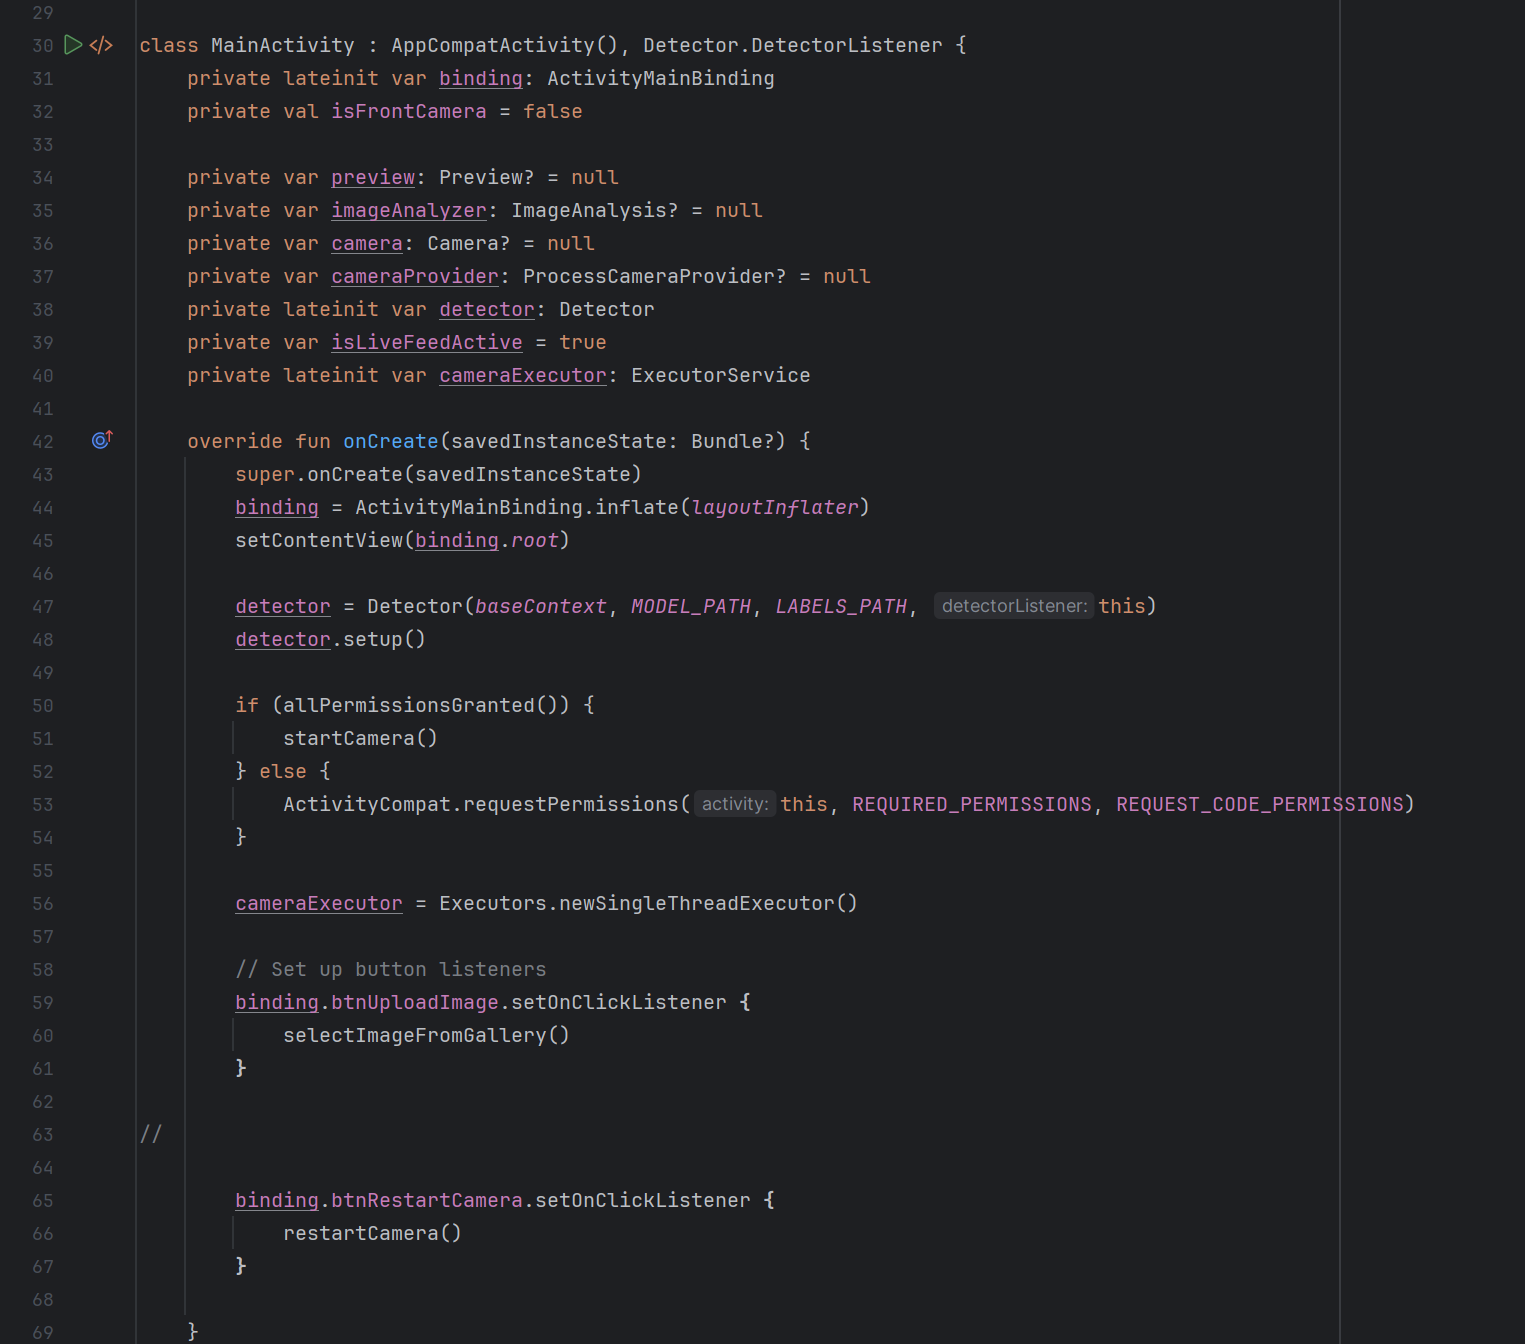 29
30 </> class MainActivity : AppCompatActivity(), Detector.DetectorListener {
31     private lateinit var binding: ActivityMainBinding
32     private val isFrontCamera = false
33
34     private var preview: Preview? = null
35     private var imageAnalyzer: ImageAnalysis? = null
36     private var camera: Camera? = null
37     private var cameraProvider: ProcessCameraProvider? = null
38     private lateinit var detector: Detector
39     private var isLiveFeedActive = true
40     private lateinit var cameraExecutor: ExecutorService
41
42     override fun onCreate(savedInstanceState: Bundle?) {
43         super.onCreate(savedInstanceState)
44         binding = ActivityMainBinding.inflate(layoutInflater)
45         setContentView(binding.root)
46
47         detector = Detector(baseContext, MODEL_PATH, LABELS_PATH, detectorListener: this)
48         detector.setup()
49
50         if (allPermissionsGranted()) {
51             startCamera()
52         } else {
53             ActivityCompat.requestPermissions( activity: this, REQUIRED_PERMISSIONS, REQUEST_CODE_PERMISSIONS)
54         }
55
56         cameraExecutor = Executors.newSingleThreadExecutor()
57
58         // Set up button listeners
59         binding.btnUploadImage.setOnClickListener {
60             selectImageFromGallery()
61         }
62
63 //
64
65         binding.btnRestartCamera.setOnClickListener {
66             restartCamera()
67         }
68
69     }